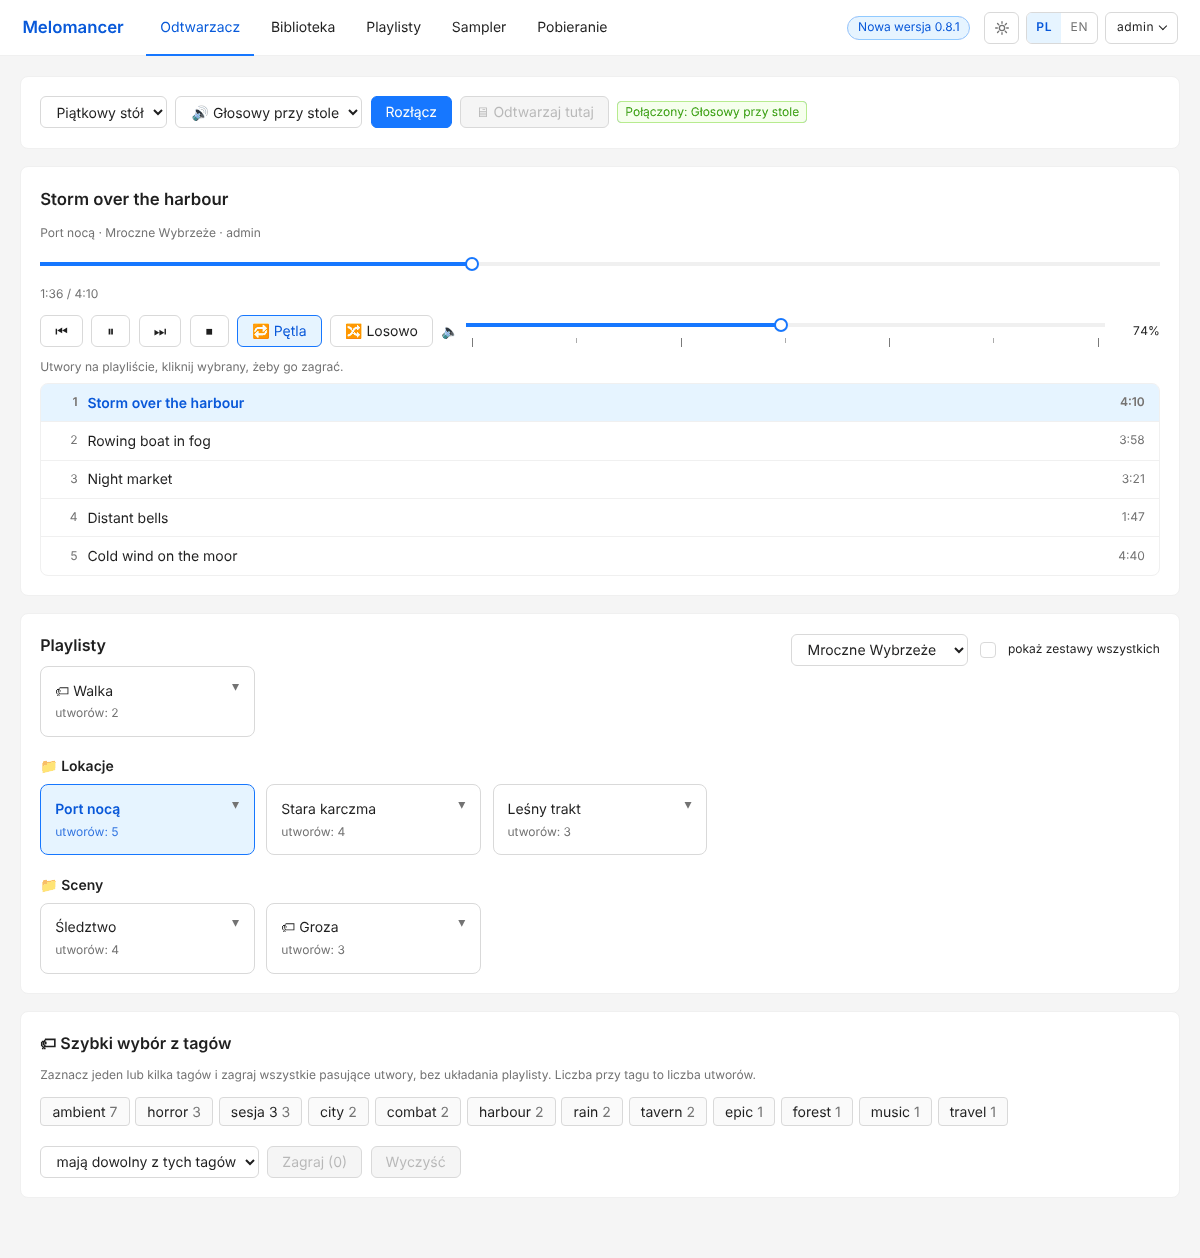 Melomancer Odtwarzacz Biblioteka Playlisty Sampler Pobieranie Nowa wersja 0.8.1 PL EN admin
Piątkowy stół 🔊 Głosowy przy stole Rozłącz 🖥 Odtwarzaj tutaj Połączony: Głosowy przy stole
Storm over the harbour
Port nocą · Mroczne Wybrzeże · admin
1:36 / 4:10
⏮ ⏸ ⏭ ⏹ 🔁 Pętla 🔀 Losowo 🔈 74%
Utwory na playliście, kliknij wybrany, żeby go zagrać.
1 Storm over the harbour 4:10
2 Rowing boat in fog 3:58
3 Night market 3:21
4 Distant bells 1:47
5 Cold wind on the moor 4:40
Playlisty Mroczne Wybrzeże pokaż zestawy wszystkich
🏷 Walka ▼
utworów: 2
📁 Lokacje
Port nocą ▼ Stara karczma ▼ Leśny trakt ▼
utworów: 5 utworów: 4 utworów: 3
📁 Sceny
Śledztwo ▼ 🏷 Groza ▼
utworów: 4 utworów: 3
🏷 Szybki wybór z tagów
Zaznacz jeden lub kilka tagów i zagraj wszystkie pasujące utwory, bez układania playlisty. Liczba przy tagu to liczba utworów.
ambient 7 horror 3 sesja 3 3 city 2 combat 2 harbour 2 rain 2 tavern 2 epic 1 forest 1 music 1 travel 1
mają dowolny z tych tagów Zagraj (0) Wyczyść